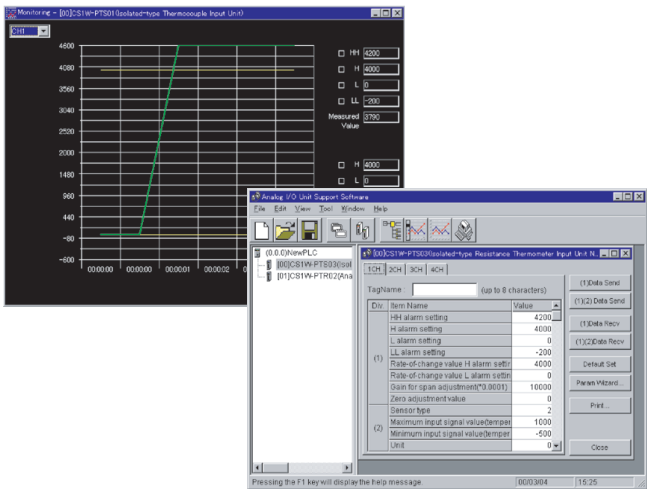 Monitoring - [00]CS1W-PTS01(Isolated-type Thermocouple Input Unit)
CH1
4600
4080
3560
3040
2520
2000
1480
960
440
-80
-600
00:00:00
00:00:00
00:00:01
00:00:02
0
HH 4200
H 4000
L 0
LL -200
Measured Value 3790
H 4000
L 0
Analog I/O Unit Support Software
File Edit View Tool Window Help
(0.0.0)NewPLC
[00]CS1W-PTS03(Isol
[01]CS1W-PTR02(Ana
[00]CS1W-PTS03(Isolated-type Resistance Thermometer Input Unit N...
1CH 2CH 3CH 4CH
TagName : (up to 8 characters)
Div Item Name Value
(1)
HH alarm setting 4200
H alarm setting 4000
L alarm setting 0
LL alarm setting -200
Rate-of-change value H alarm settin 4000
Rate-of-change value L alarm settin 0
Gain for span adjustment(*0.0001) 10000
Zero adjustment value 0
(2)
Sensor type 2
Maximum input signal value(temper 1000
Minimum input signal value(temper -500
Unit 0
(1)Data Send
(1)(2) Data Send
(1)Data Recv
(1)(2)Data Recv
Default Set
Param Wizard...
Print...
Close
Pressing the F1 key will display the help message.
00/03/04
15:25